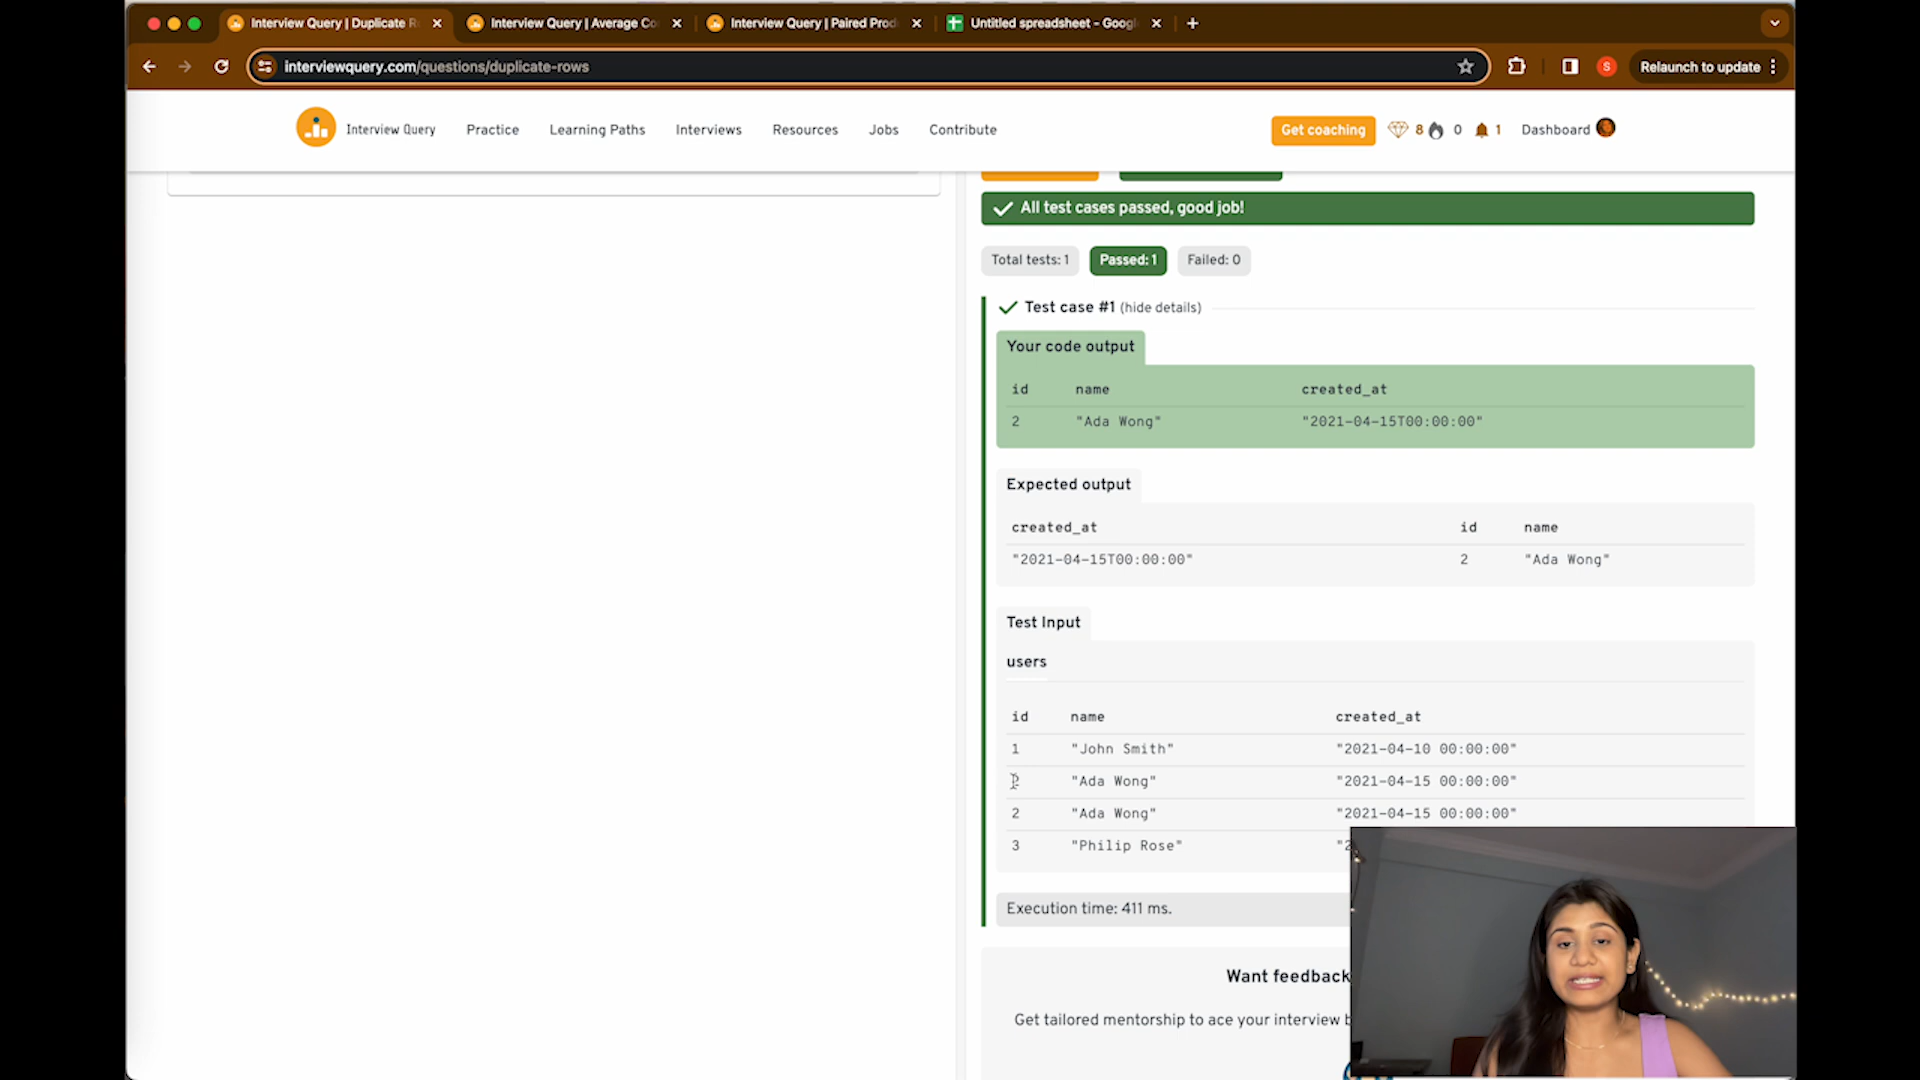 Interview Query | Duplicate R
Interview Query | Average Co
Interview Query | Paired Prod
Untitled spreadsheet – Googl
interviewquery.com/questions/duplicate-rows
S
Relaunch to update
Interview Query
Practice
Learning Paths
Interviews
Resources
Jobs
Contribute
Get coaching
8
0
1
Dashboard
All test cases passed, good job!
Total tests: 1
Passed: 1
Failed: 0
Test case #1 (hide details)
Your code output
id name created_at
2 "Ada Wong" "2021-04-15T00:00:00"
Expected output
created_at id name
"2021-04-15T00:00:00" 2 "Ada Wong"
Test Input
users
id name created_at
1 "John Smith" "2021-04-10 00:00:00"
2 "Ada Wong" "2021-04-15 00:00:00"
2 "Ada Wong" "2021-04-15 00:00:00"
3 "Philip Rose" "2
Execution time: 411 ms.
Want feedback
Get tailored mentorship to ace your interview